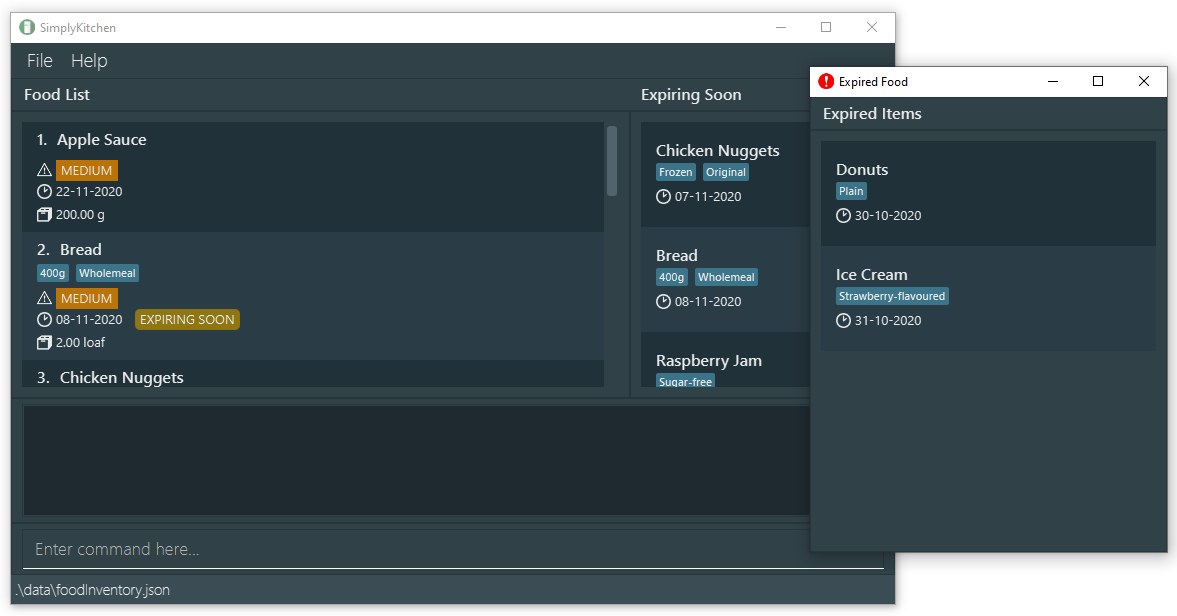 SimplyKitchen
File Help
Food List
1. Apple Sauce
MEDIUM
22-11-2020
200.00 g
2. Bread
400g Wholemeal
MEDIUM
08-11-2020 EXPIRING SOON
2.00 loaf
3. Chicken Nuggets
Expiring Soon
Chicken Nuggets
Frozen Original
07-11-2020
Bread
400g Wholemeal
08-11-2020
Raspberry Jam
Sugar-free
Enter command here...
.\data\foodInventory.json
Expired Food
Expired Items
Donuts
Plain
30-10-2020
Ice Cream
Strawberry-flavoured
31-10-2020